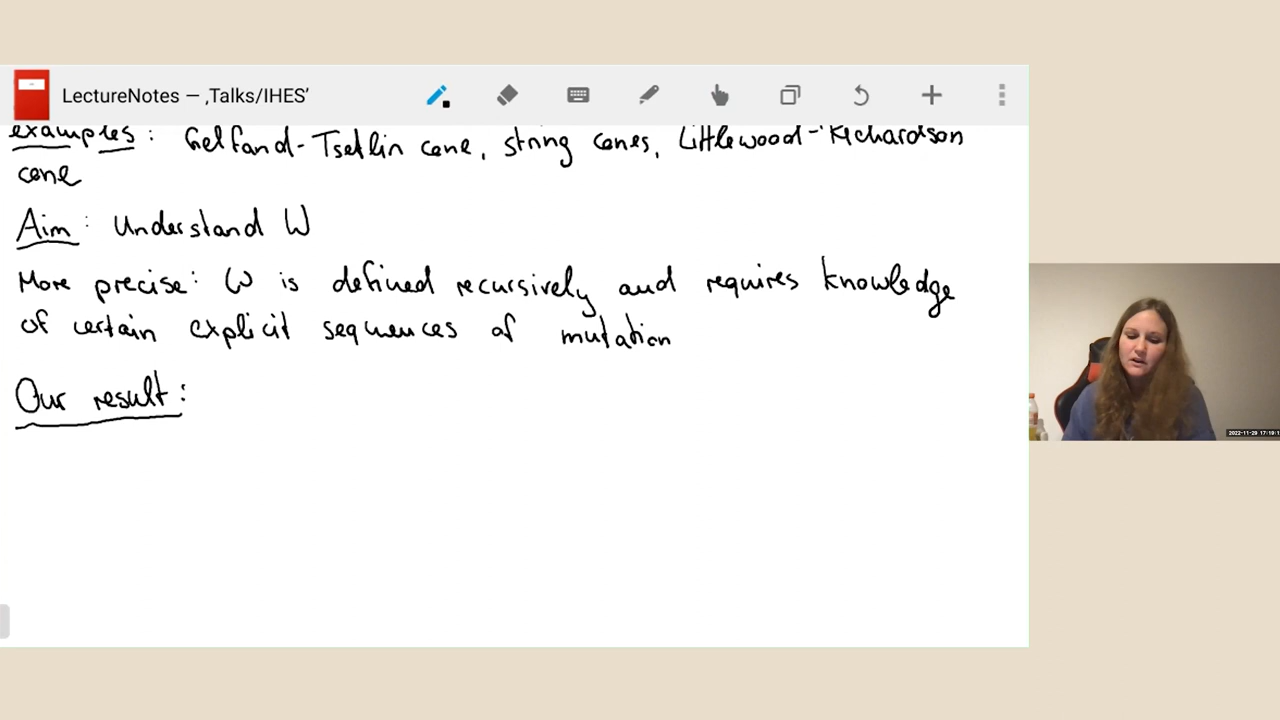 LectureNotes – ‚Talks/IHES'
examples: Gelfand-Tsetlin cone, string cones, Littlewood-Richardson
cone
Aim: Understand W
More precise: W is defined recursively and requires knowledge
of certain explicit sequences of mutation
Our result: